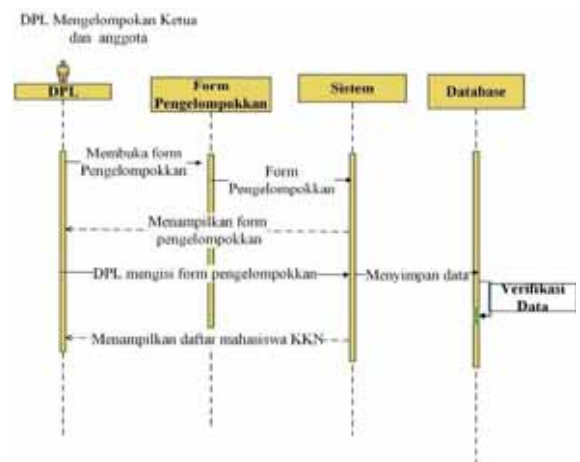 DPL Mengelompokan Ketua
dan anggota
DPL
Form
Pengelompokkan
Sistem
Database
Membuka form
Pengelompokkan
Form
Pengelompokkan
Menampilkan form
pengelompokkan
DPL mengisi form pengelompokkan
Menyimpan data
Verifikasi
Data
Menampilkan daftar mahasiswa KKN